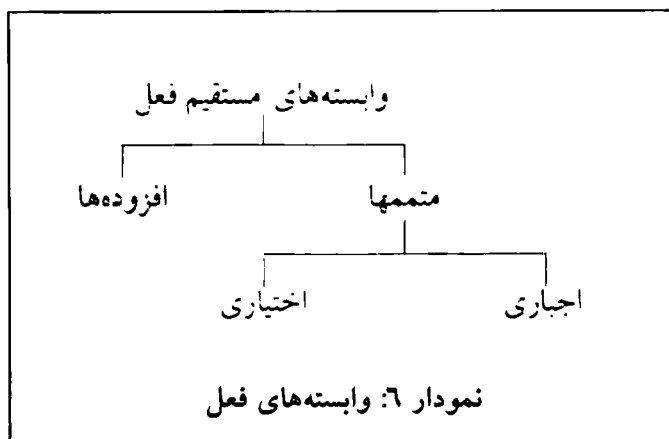 وابسته‌های مستقیم فعل
متممها افزوده‌ها
اجباری اختیاری
نمودار ٦: وابسته‌های فعل